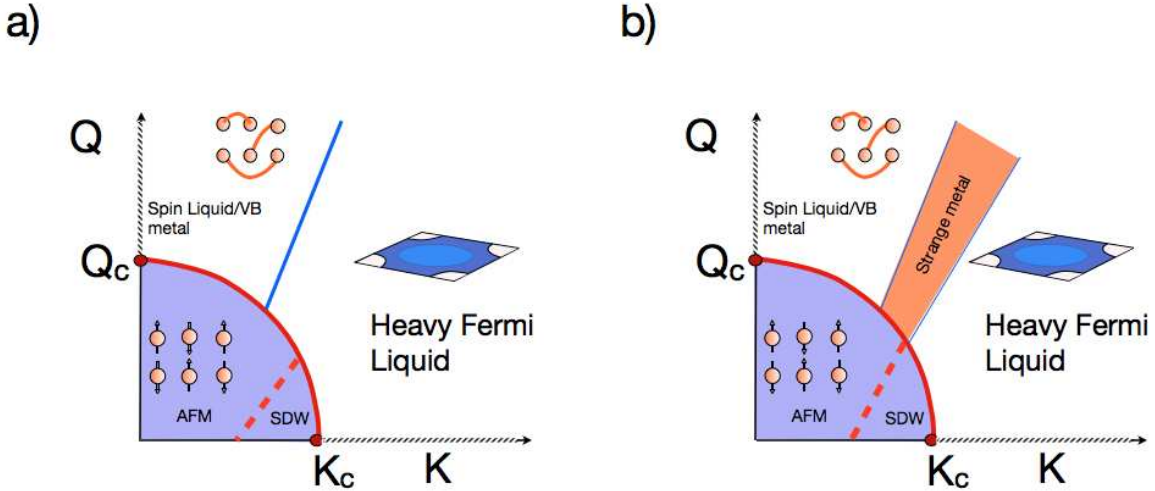 a)
Q
Spin Liquid/VB
metal
Qc
Heavy Fermi
Liquid
AFM
SDW
Kc
K
b)
Q
Spin Liquid/VB
metal
Strange metal
Qc
Heavy Fermi
Liquid
AFM
SDW
Kc
K